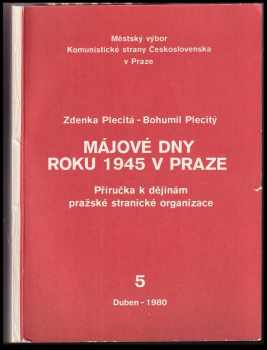 Městský výbor
Komunistické strany Československa
v Praze
Zdenka Plecitá - Bohumil Plecitý
MÁJOVÉ DNY
ROKU 1945 V PRAZE
Příručka k dějinám
pražské stranické organizace
5
Duben - 1980